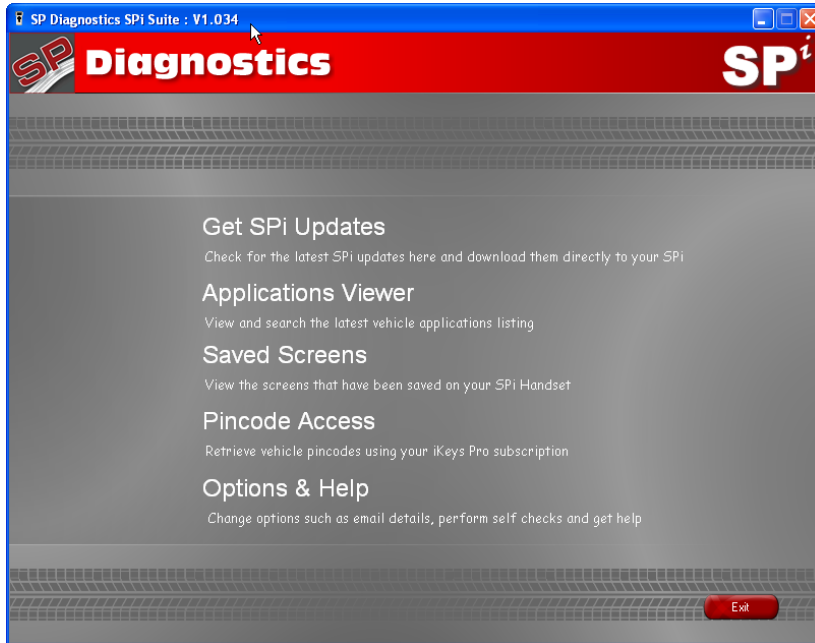 SP Diagnostics SPi Suite : V1.034
SP Diagnostics SPi
Get SPi Updates
Check for the latest SPi updates here and download them directly to your SPi
Applications Viewer
View and search the latest vehicle applications listing
Saved Screens
View the screens that have been saved on your SPi Handset
Pincode Access
Retrieve vehicle pincodes using your iKeys Pro subscription
Options & Help
Change options such as email details, perform self checks and get help
Exit